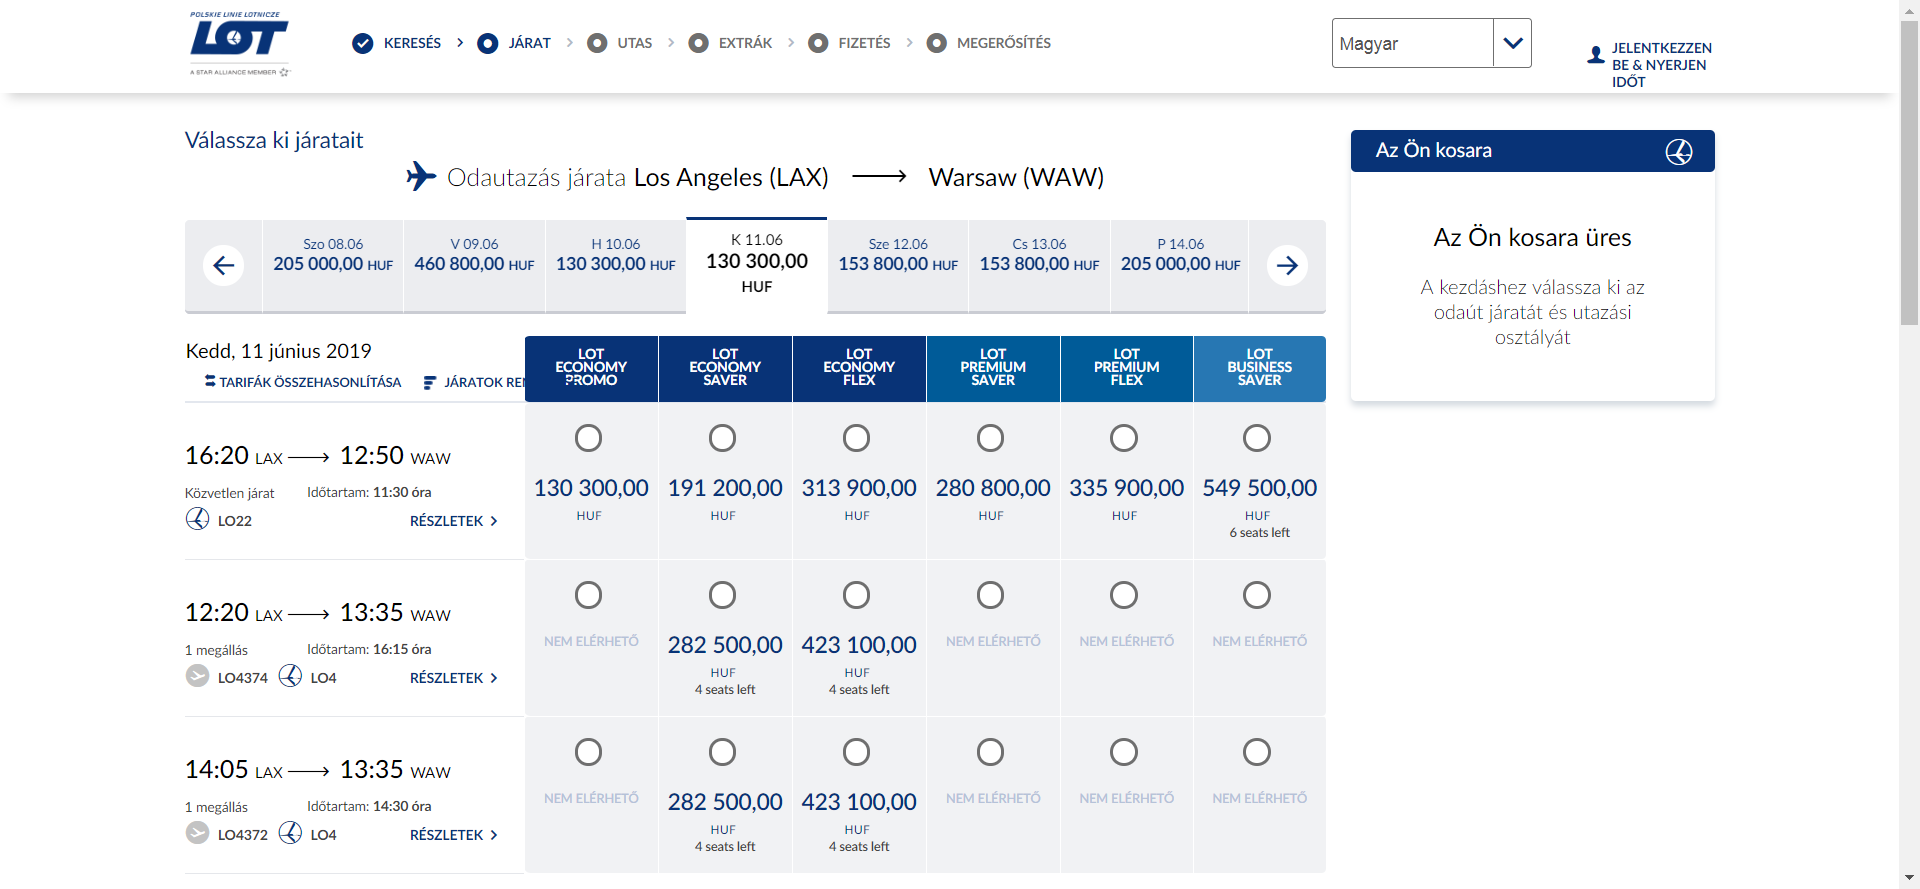 POLSKIE LINIE LOTNICZE
LOT
A STAR ALLIANCE MEMBER
KERESÉS
JÁRAT
UTAS
EXTRÁK
FIZETÉS
MEGERŐSÍTÉS
Magyar
JELENTKEZZEN
BE & NYERJEN
IDŐT
Válassza ki járatait
Odautazás járata Los Angeles (LAX) Warsaw (WAW)
Szo 08.06
205 000,00 HUF
V 09.06
460 800,00 HUF
H 10.06
130 300,00 HUF
K 11.06
130 300,00
HUF
Sze 12.06
153 800,00 HUF
Cs 13.06
153 800,00 HUF
P 14.06
205 000,00 HUF
Az Ön kosara
Az Ön kosara üres
A kezdáshez válassza ki az
odaút járatát és utazási
osztályát
Kedd, 11 június 2019
TARIFÁK ÖSSZEHASONLÍTÁSA
JÁRATOK REN
LOT
ECONOMY
PROMO
LOT
ECONOMY
SAVER
LOT
ECONOMY
FLEX
LOT
PREMIUM
SAVER
LOT
PREMIUM
FLEX
LOT
BUSINESS
SAVER
16:20 LAX 12:50 WAW
Közvetlen járat Időtartam: 11:30 óra
LO22 RÉSZLETEK
130 300,00
HUF
191 200,00
HUF
313 900,00
HUF
280 800,00
HUF
335 900,00
HUF
549 500,00
HUF
6 seats left
12:20 LAX 13:35 WAW
1 megállás Időtartam: 16:15 óra
LO4374 LO4 RÉSZLETEK
NEM ELÉRHETŐ
282 500,00
HUF
4 seats left
423 100,00
HUF
4 seats left
NEM ELÉRHETŐ
NEM ELÉRHETŐ
NEM ELÉRHETŐ
14:05 LAX 13:35 WAW
1 megállás Időtartam: 14:30 óra
LO4372 LO4 RÉSZLETEK
NEM ELÉRHETŐ
282 500,00
HUF
4 seats left
423 100,00
HUF
4 seats left
NEM ELÉRHETŐ
NEM ELÉRHETŐ
NEM ELÉRHETŐ